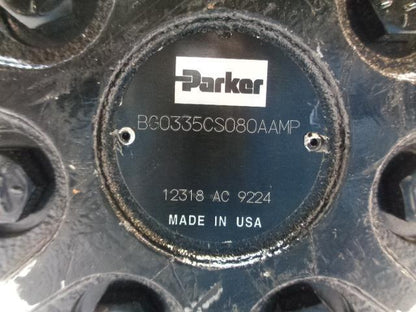 Parker
BG0335CS080AAMP
12318 AC 9224
MADE IN USA